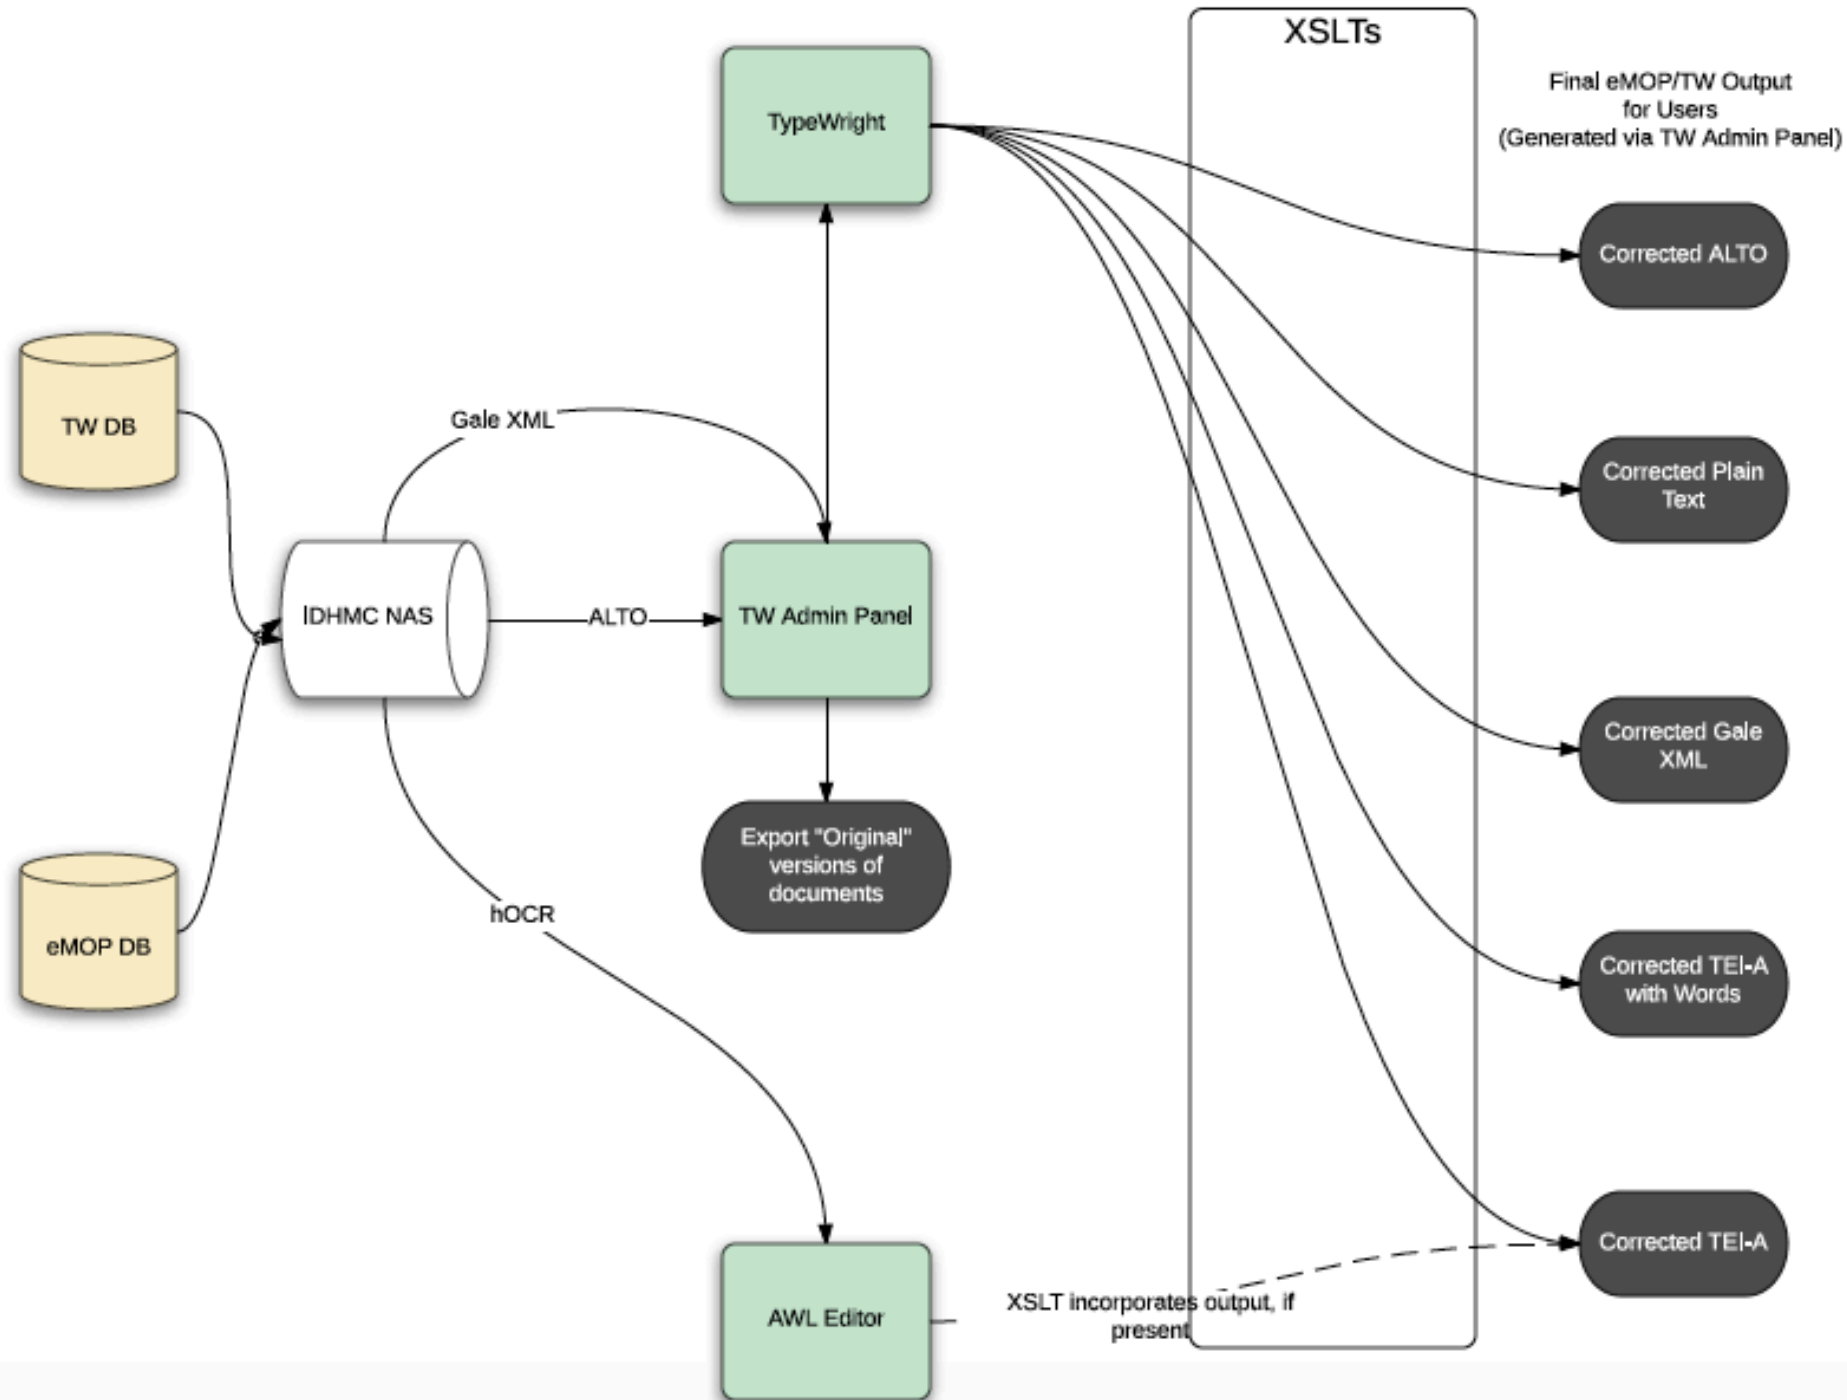 XSLTs
Final eMOP/TW Output
for Users
(Generated via TW Admin Panel)
TypeWright
Corrected ALTO
TW DB
Gale XML
Corrected Plain
Text
IDHMC NAS
ALTO
TW Admin Panel
Corrected Gale
XML
Export "Original"
versions of
documents
hOCR
eMOP DB
Corrected TEI-A
with Words
Corrected TEI-A
AWL Editor
XSLT incorporates output, if
present